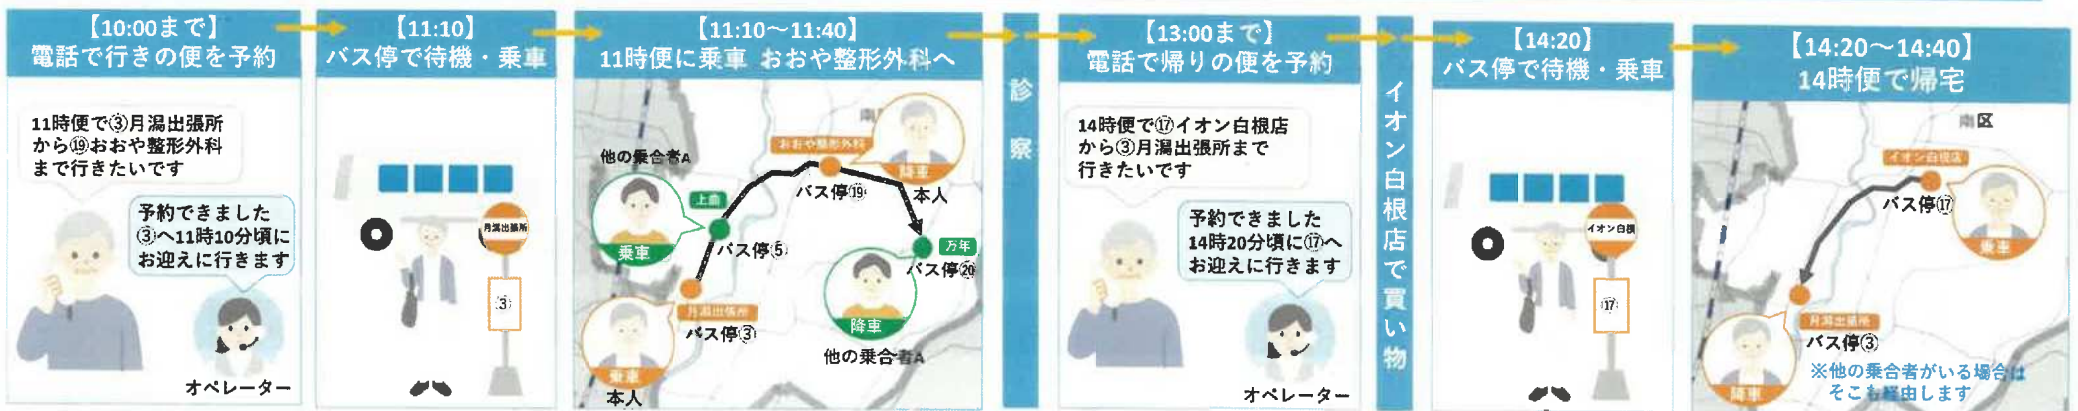 【10:00まで】
電話で行きの便を予約
11時便で③月潟出張所
から⑲おおや整形外科
まで行きたいです
予約できました
③へ11時10分頃に
お迎えに行きます
オペレーター
【11:10】
バス停で待機・乗車
月潟出張所
③
【11:10～11:40】
11時便に乗車 おおや整形外科へ
他の乗合者A
乗車
上曲
バス停⑤
おおや整形外科
バス停⑲
降車
本人
万年
バス停⑳
降車
他の乗合者A
月潟出張所
バス停③
乗車
本人
診察
【13:00まで】
電話で帰りの便を予約
14時便で⑰イオン白根店
から③月潟出張所まで
行きたいです
予約できました
14時20分頃に⑰へ
お迎えに行きます
オペレーター
イオン白根店で買い物
【14:20】
バス停で待機・乗車
イオン白根
⑰
【14:20～14:40】
14時便で帰宅
南区
イオン白根店
バス停⑰
乗車
月潟出張所
バス停③
降車
※他の乗合者がいる場合は
そこも経由します